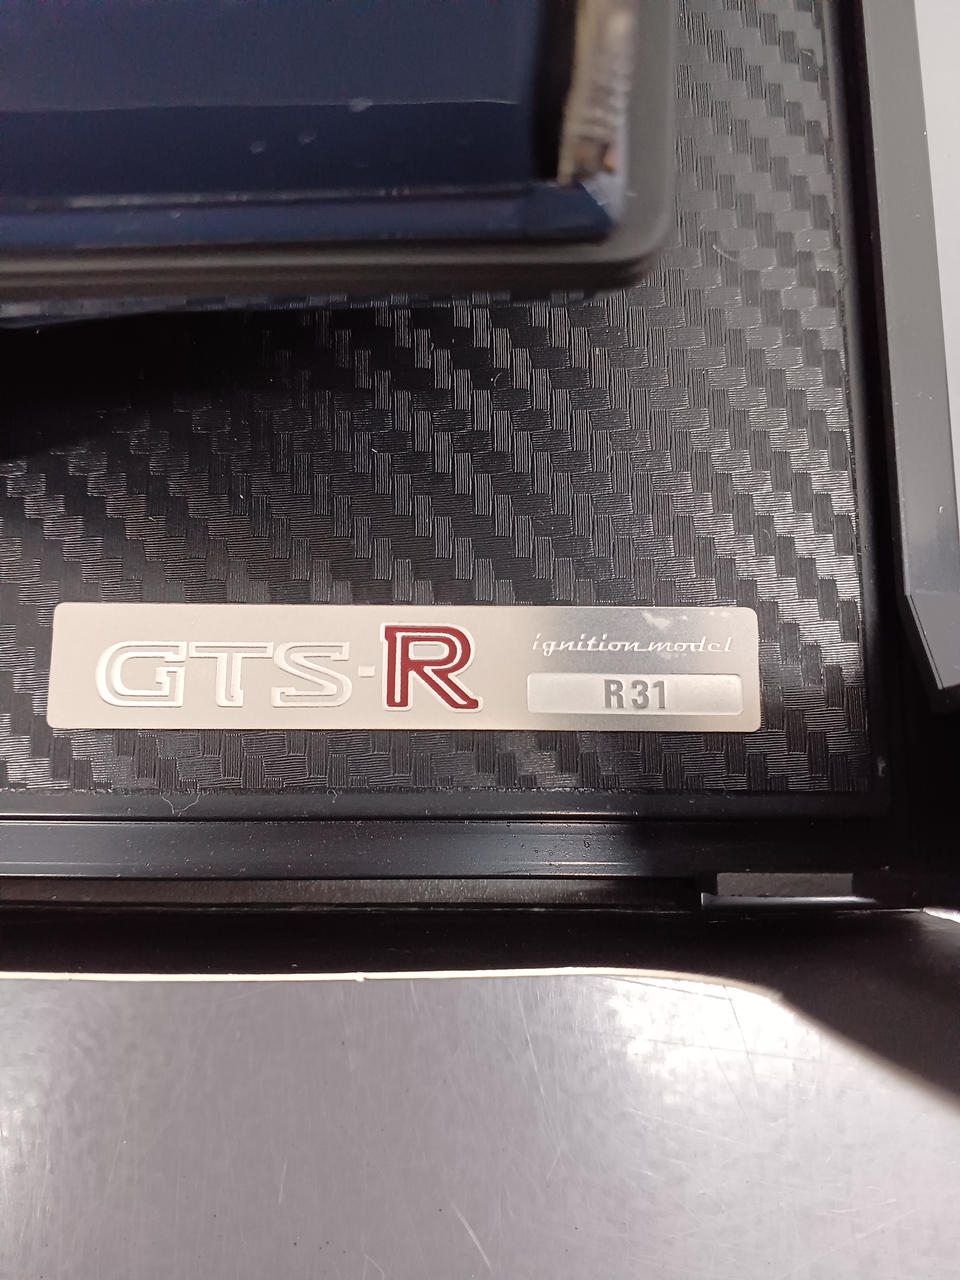 GTS-R
ignition model
R31